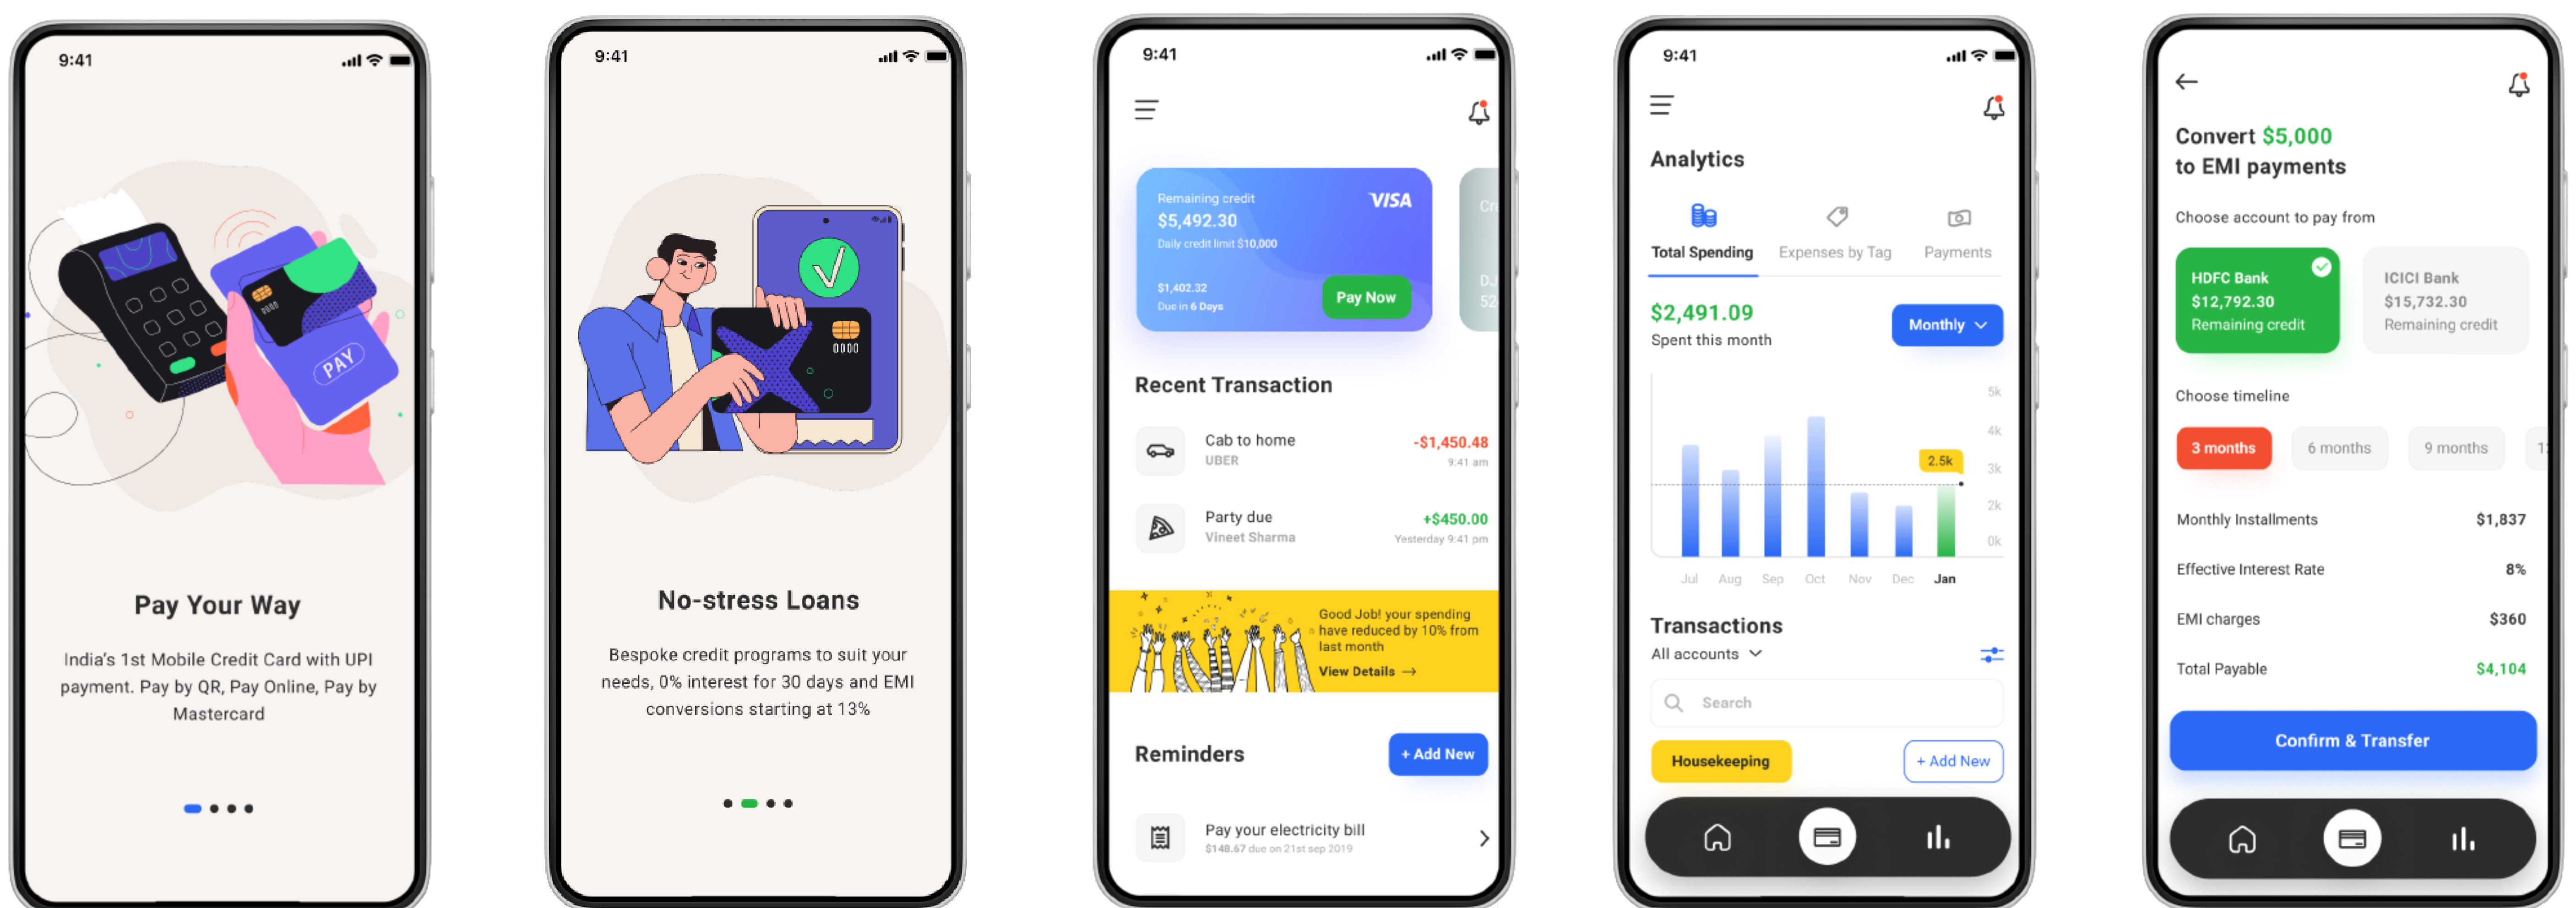 9:41
PAY
0000
Pay Your Way
India's 1st Mobile Credit Card with UPI
payment. Pay by QR, Pay Online, Pay by
Mastercard
9:41
0000
No-stress Loans
Bespoke credit programs to suit your
needs, 0% interest for 30 days and EMI
conversions starting at 13%
9:41
Remaining credit
VISA
$5,492.30
Daily credit limit $10,000
$1,402.32
Due in 6 Days
Pay Now
Cre
DJ
52
Recent Transaction
Cab to home
-$1,450.48
UBER
9:41 am
Party due
+$450.00
Vineet Sharma
Yesterday 9:41 pm
Good Job! your spending
have reduced by 10% from
last month
View Details →
Reminders
+ Add New
Pay your electricity bill
$148.67 due on 21st sep 2019
9:41
Analytics
Total Spending
Expenses by Tag
Payments
$2,491.09
Spent this month
Monthly
5k
4k
3k
2k
0k
2.5k
Jul Aug Sep Oct Nov Dec Jan
Transactions
All accounts
Search
Housekeeping
+ Add New
Convert $5,000
to EMI payments
Choose account to pay from
HDFC Bank
$12,792.30
Remaining credit
ICICI Bank
$15,732.30
Remaining credit
Choose timeline
3 months
6 months
9 months
12
Monthly Installments $1,837
Effective Interest Rate 8%
EMI charges $360
Total Payable $4,104
Confirm & Transfer